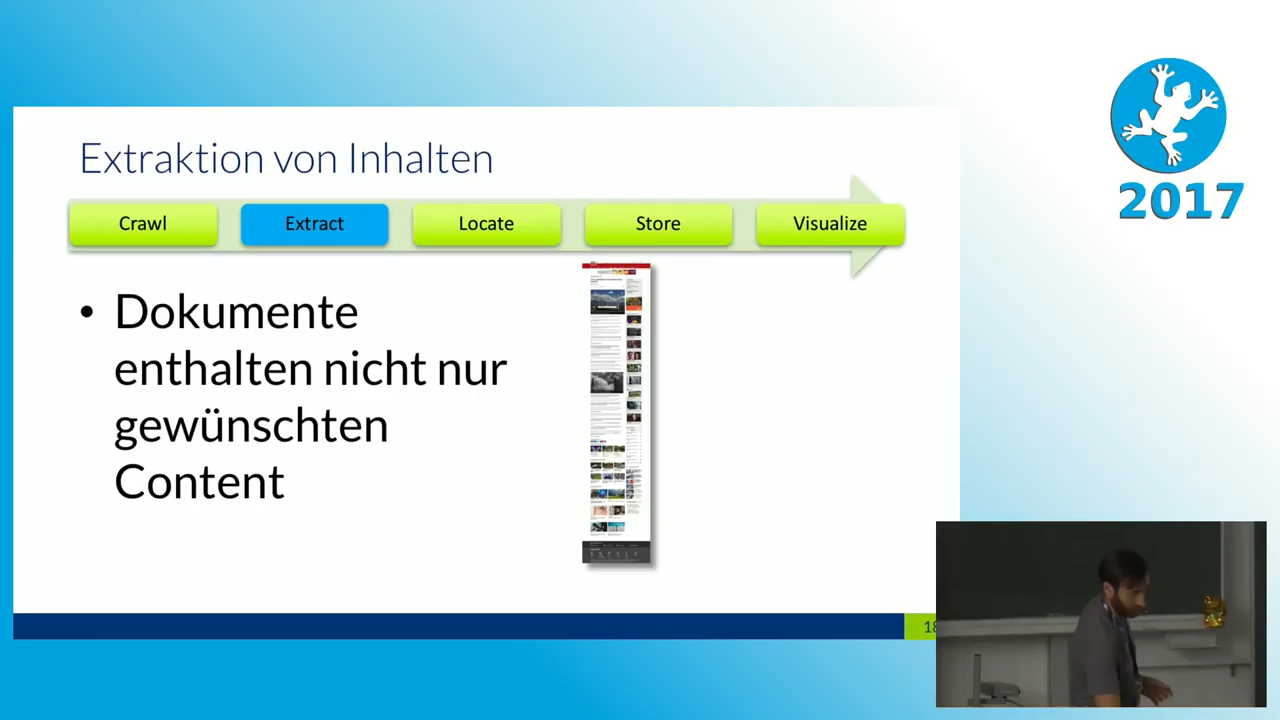 2017
Extraktion von Inhalten
Crawl
Extract
Locate
Store
Visualize
• Dokumente
enthalten nicht nur
gewünschten
Content